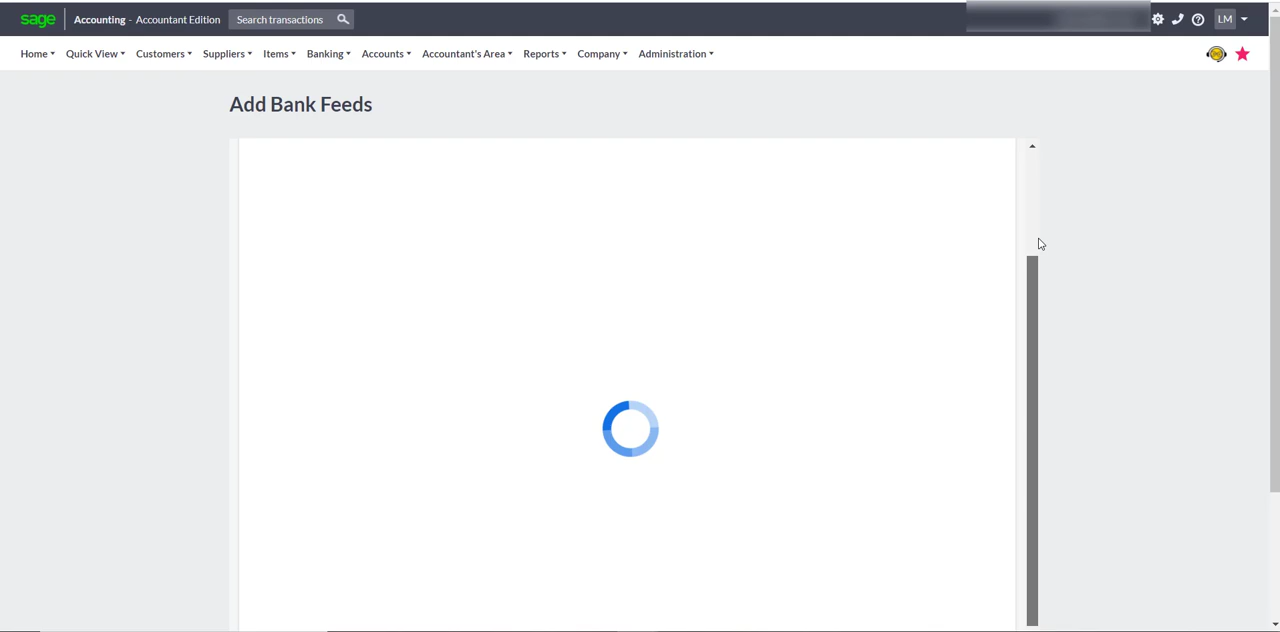 sage Accounting - Accountant Edition Search transactions LM
Home Quick View Customers Suppliers Items Banking Accounts Accountant's Area Reports Company Administration
Add Bank Feeds